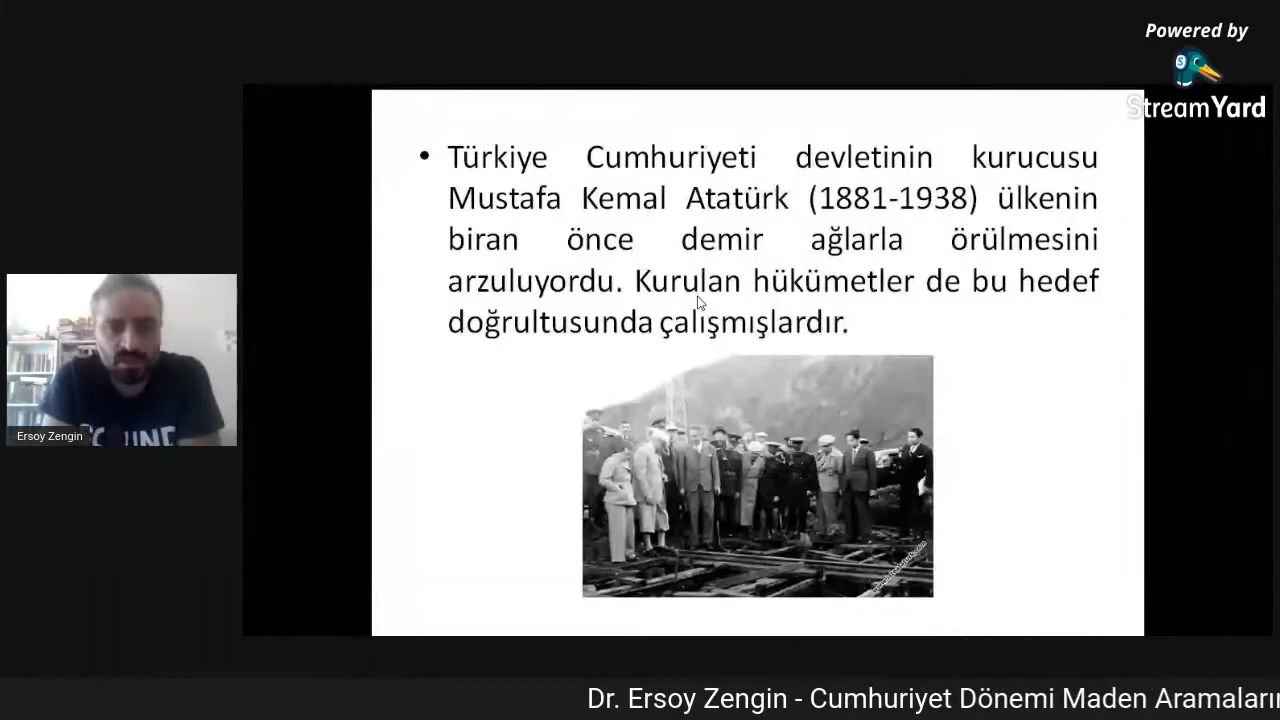 Powered by
StreamYard
• Türkiye Cumhuriyeti devletinin kurucusu
Mustafa Kemal Atatürk (1881-1938) ülkenin
biran önce demir ağlarla örülmesini
arzuluyordu. Kurulan hükümetler de bu hedef
doğrultusunda çalışmışlardır.
Ersoy Zengin
Dr. Ersoy Zengin - Cumhuriyet Dönemi Maden Aramaların